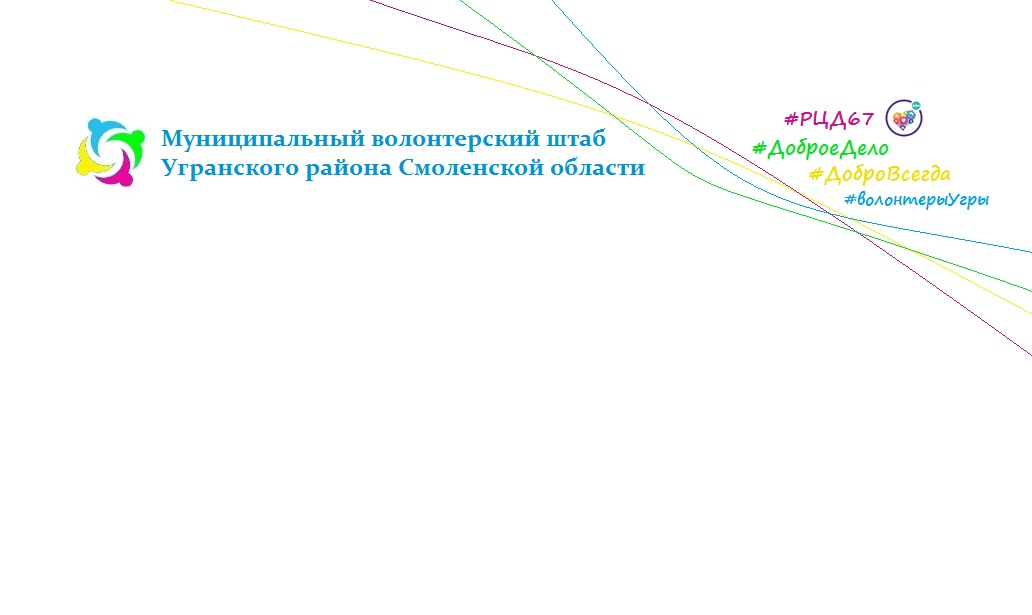 Муниципальный волонтерский штаб
Угранского района Смоленской области
#РЦД67
#ДоброеДело
#ДоброВсегда
#волонтерыУгры